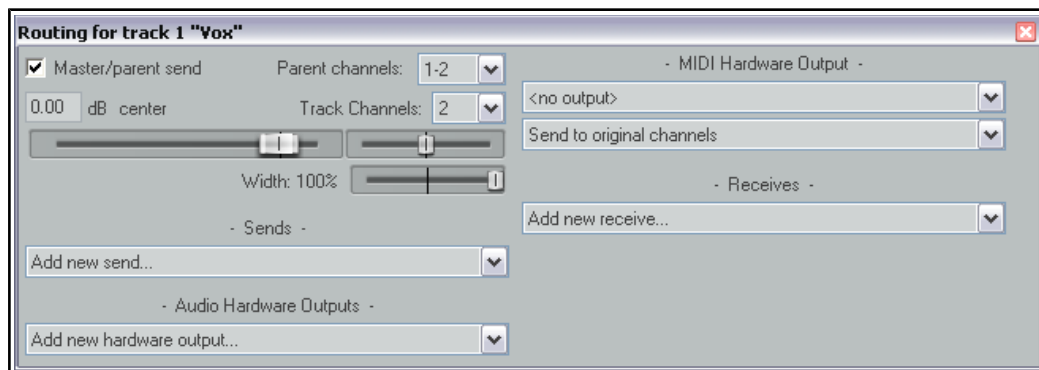 Routing for track 1 "Vox"
Master/parent send
Parent channels: 1-2
0.00 dB center
Track Channels: 2
Width: 100%
- Sends -
Add new send...
- Audio Hardware Outputs -
Add new hardware output...
- MIDI Hardware Output -
<no output>
Send to original channels
- Receives -
Add new receive...